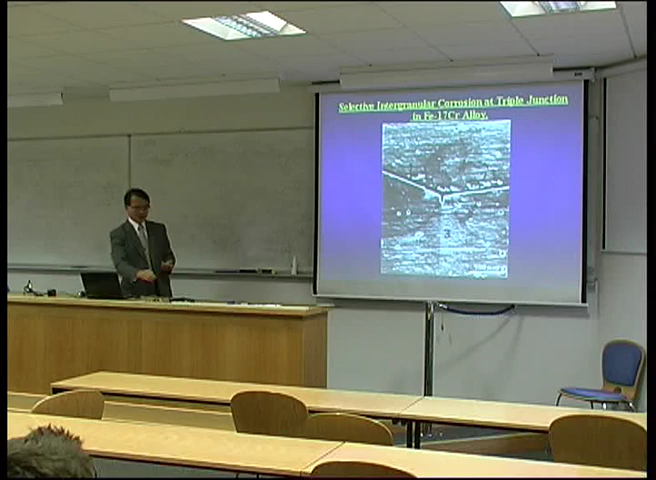 Selective Intergranular Corrosion at Triple Junction
in Fe-17Cr Alloy.